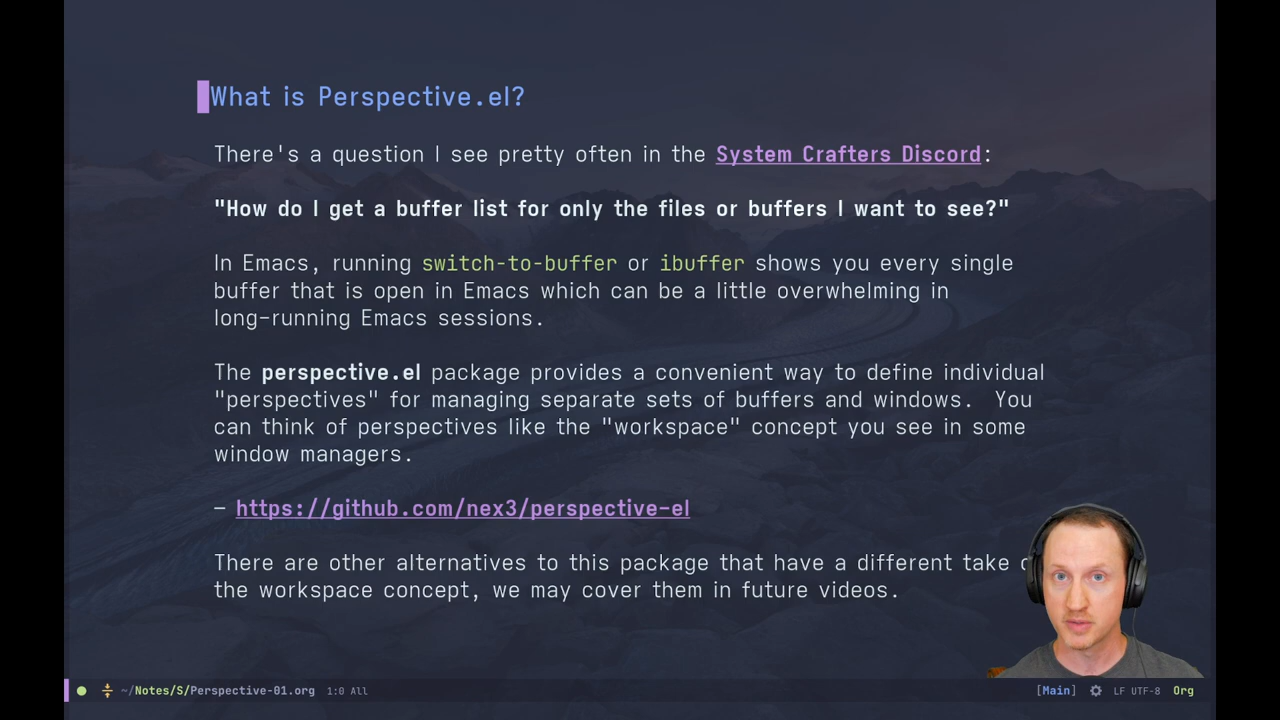 What is Perspective.el?
There's a question I see pretty often in the System Crafters Discord:
"How do I get a buffer list for only the files or buffers I want to see?"
In Emacs, running switch-to-buffer or ibuffer shows you every single
buffer that is open in Emacs which can be a little overwhelming in
long-running Emacs sessions.
The perspective.el package provides a convenient way to define individual
"perspectives" for managing separate sets of buffers and windows.  You
can think of perspectives like the "workspace" concept you see in some
window managers.
- https://github.com/nex3/perspective-el
There are other alternatives to this package that have a different take
the workspace concept, we may cover them in future videos.
~/Notes/S/Perspective-01.org 1:0 All [Main] LF UTF-8 Org